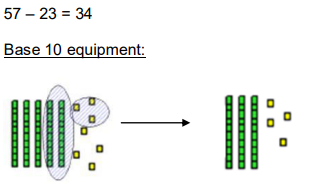 57 – 23 = 34
Base 10 equipment: